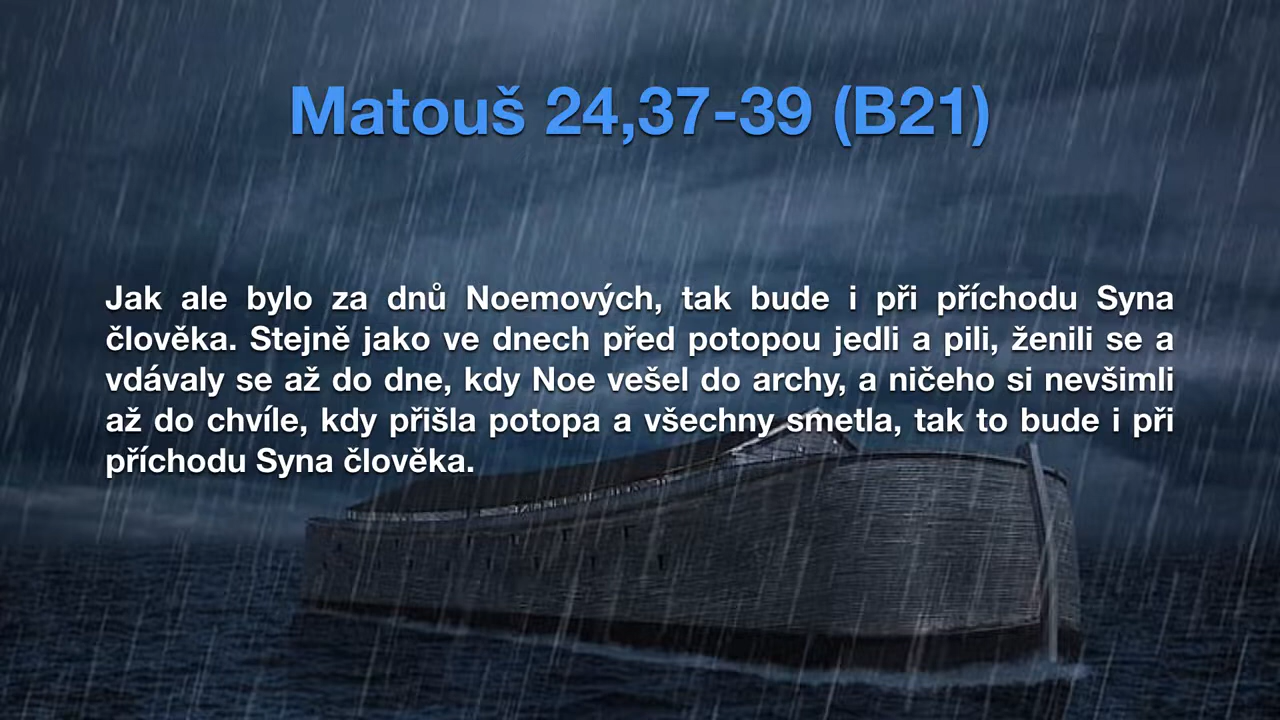 Matouš 24,37-39 (B21)
Jak ale bylo za dnů Noemových, tak bude i při příchodu Syna
člověka. Stejně jako ve dnech před potopou jedli a pili, ženili se a
vdávaly se až do dne, kdy Noe vešel do archy, a ničeho si nevšimli
až do chvíle, kdy přišla potopa a všechny smetla, tak to bude i při
příchodu Syna člověka.